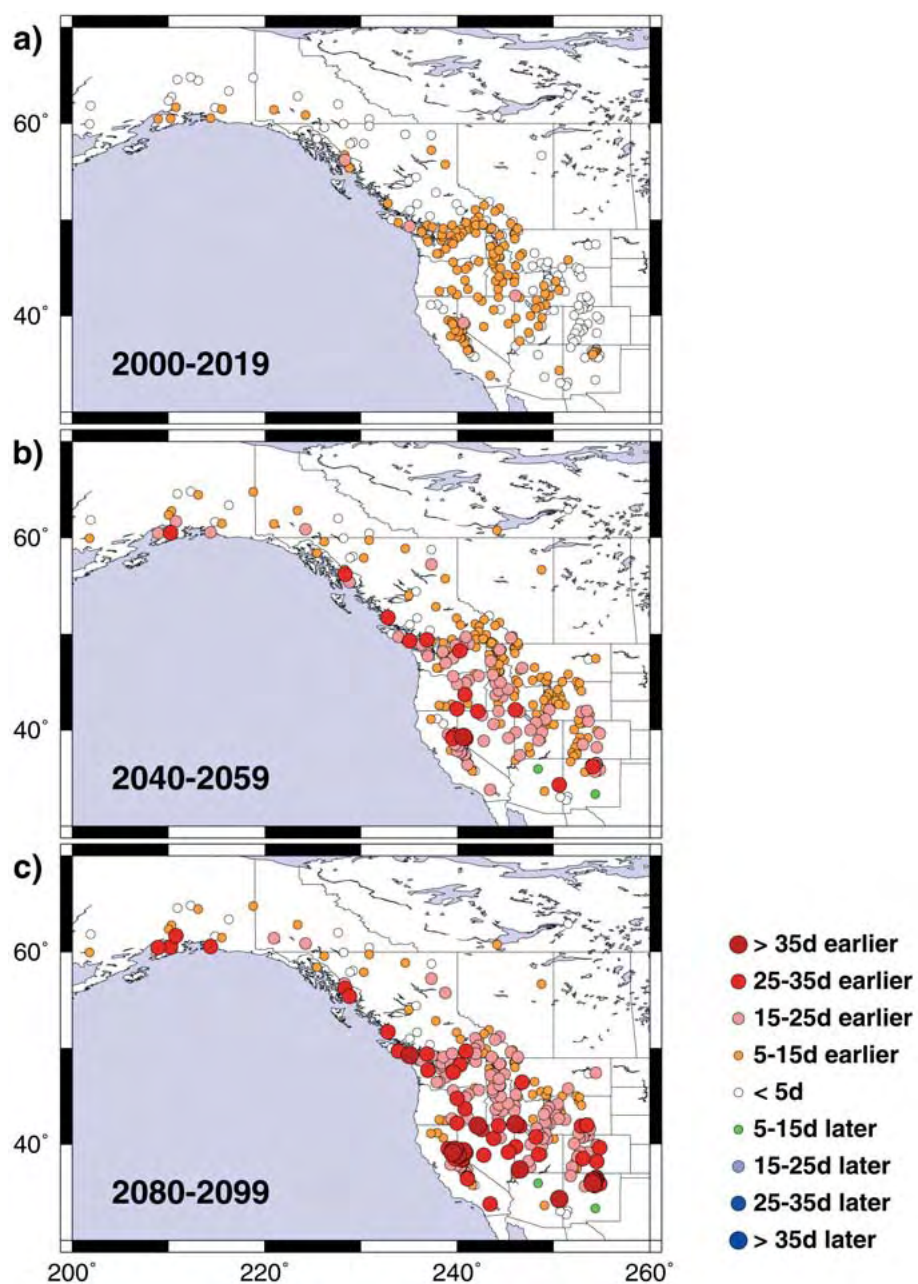 a)
60°
40°
2000-2019
b)
60°
40°
2040-2059
c)
60°
40°
2080-2099
200° 220° 240° 260°
> 35d earlier
25-35d earlier
15-25d earlier
5-15d earlier
< 5d
5-15d later
15-25d later
25-35d later
> 35d later